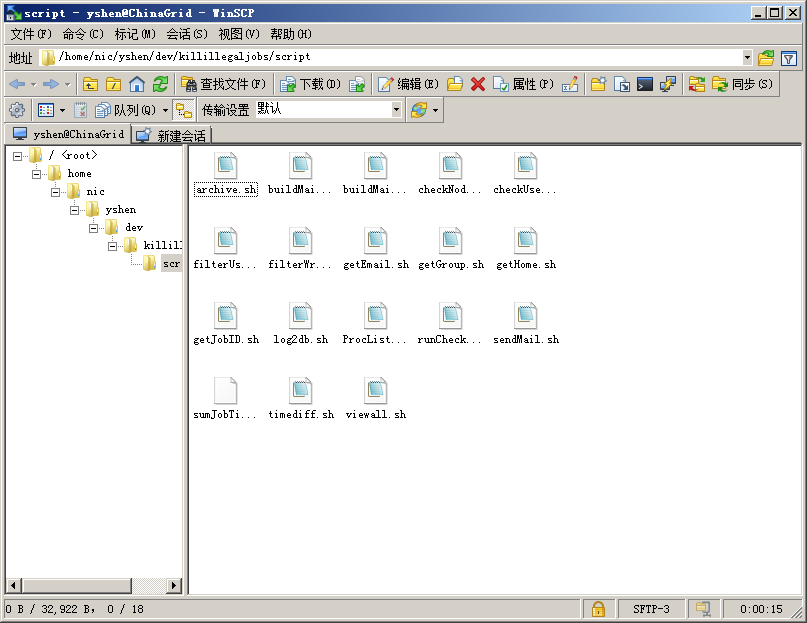 script - yshen@ChinaGrid - WinSCP
文件(F) 命令(C) 标记(M) 会话(S) 视图(V) 帮助(H)
地址 /home/nic/yshen/dev/killillegaljobs/script
查找文件(F) 下载(D) 编辑(E) 属性(P) 同步(S)
队列(Q) 传输设置 默认
yshen@ChinaGrid 新建会话
/ <root>
home
nic
yshen
dev
killill
scr
archive.sh buildMai... buildMai... checkNod... checkUse...
filterUs... filterWr... getEmail.sh getGroup.sh getHome.sh
getJobID.sh log2db.sh ProcList... runCheck... sendMail.sh
sumJobTi... timediff.sh viewall.sh
0 B / 32,922 B, 0 / 18 SFTP-3 0:00:15